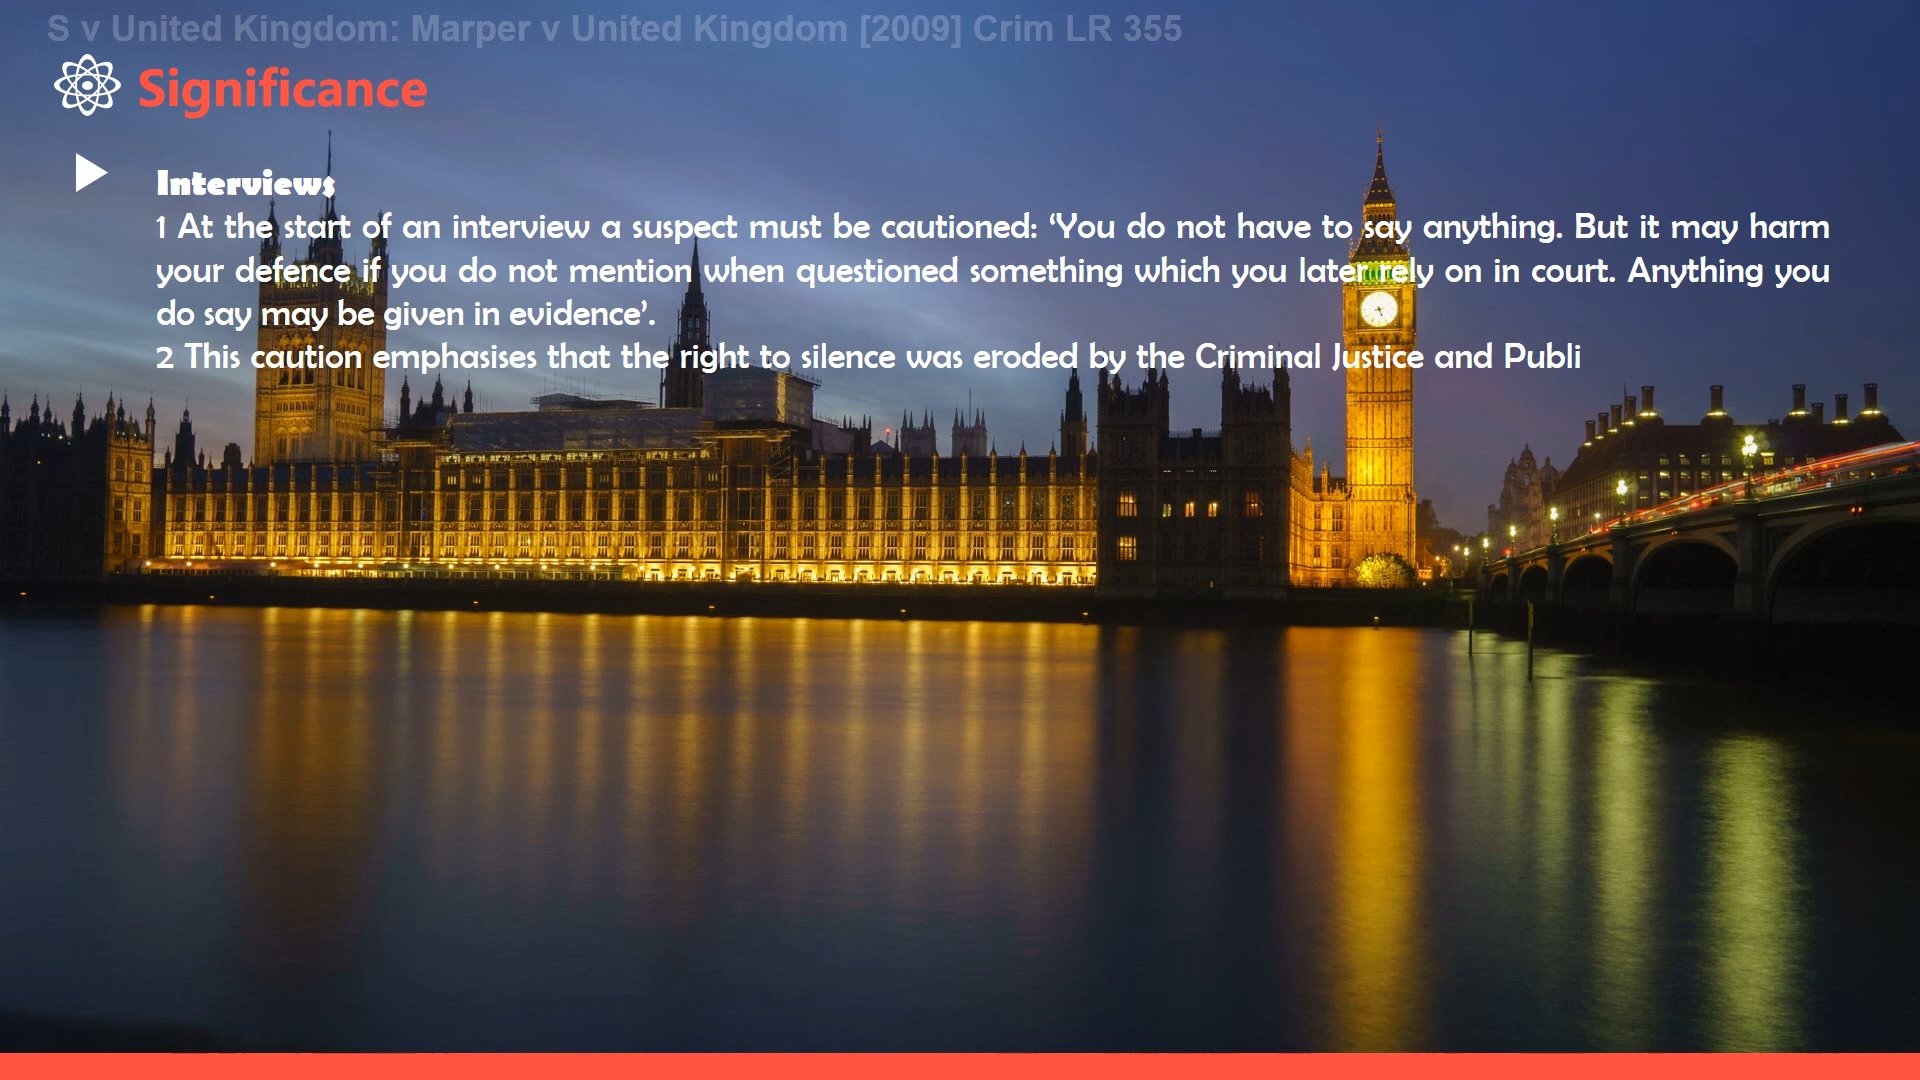 S v United Kingdom: Marper v United Kingdom [2009] Crim LR 355
Significance
Interviews
1 At the start of an interview a suspect must be cautioned: ‘You do not have to say anything. But it may harm
your defence if you do not mention when questioned something which you later rely on in court. Anything you
do say may be given in evidence’.
2 This caution emphasises that the right to silence was eroded by the Criminal Justice and Publi